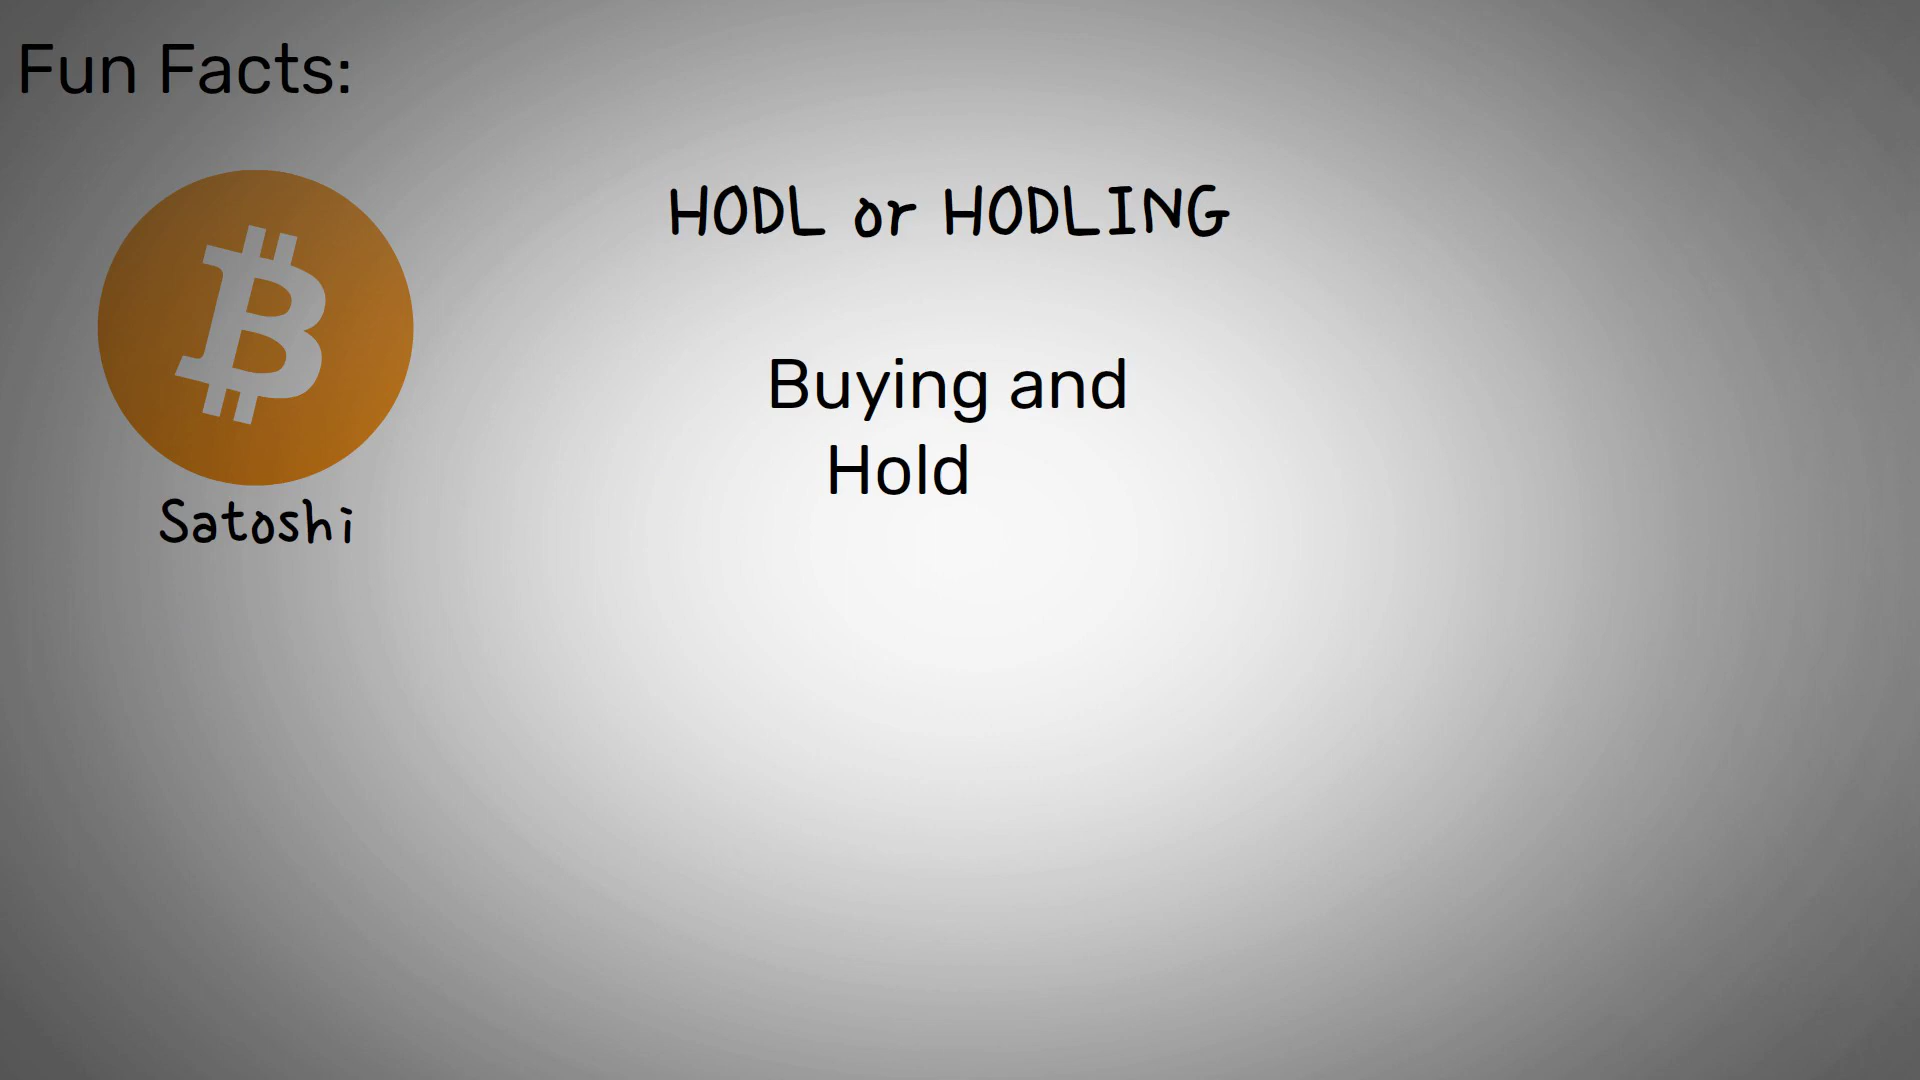 Fun Facts:
HODL or HODLING
Buying and
Hold
Satoshi